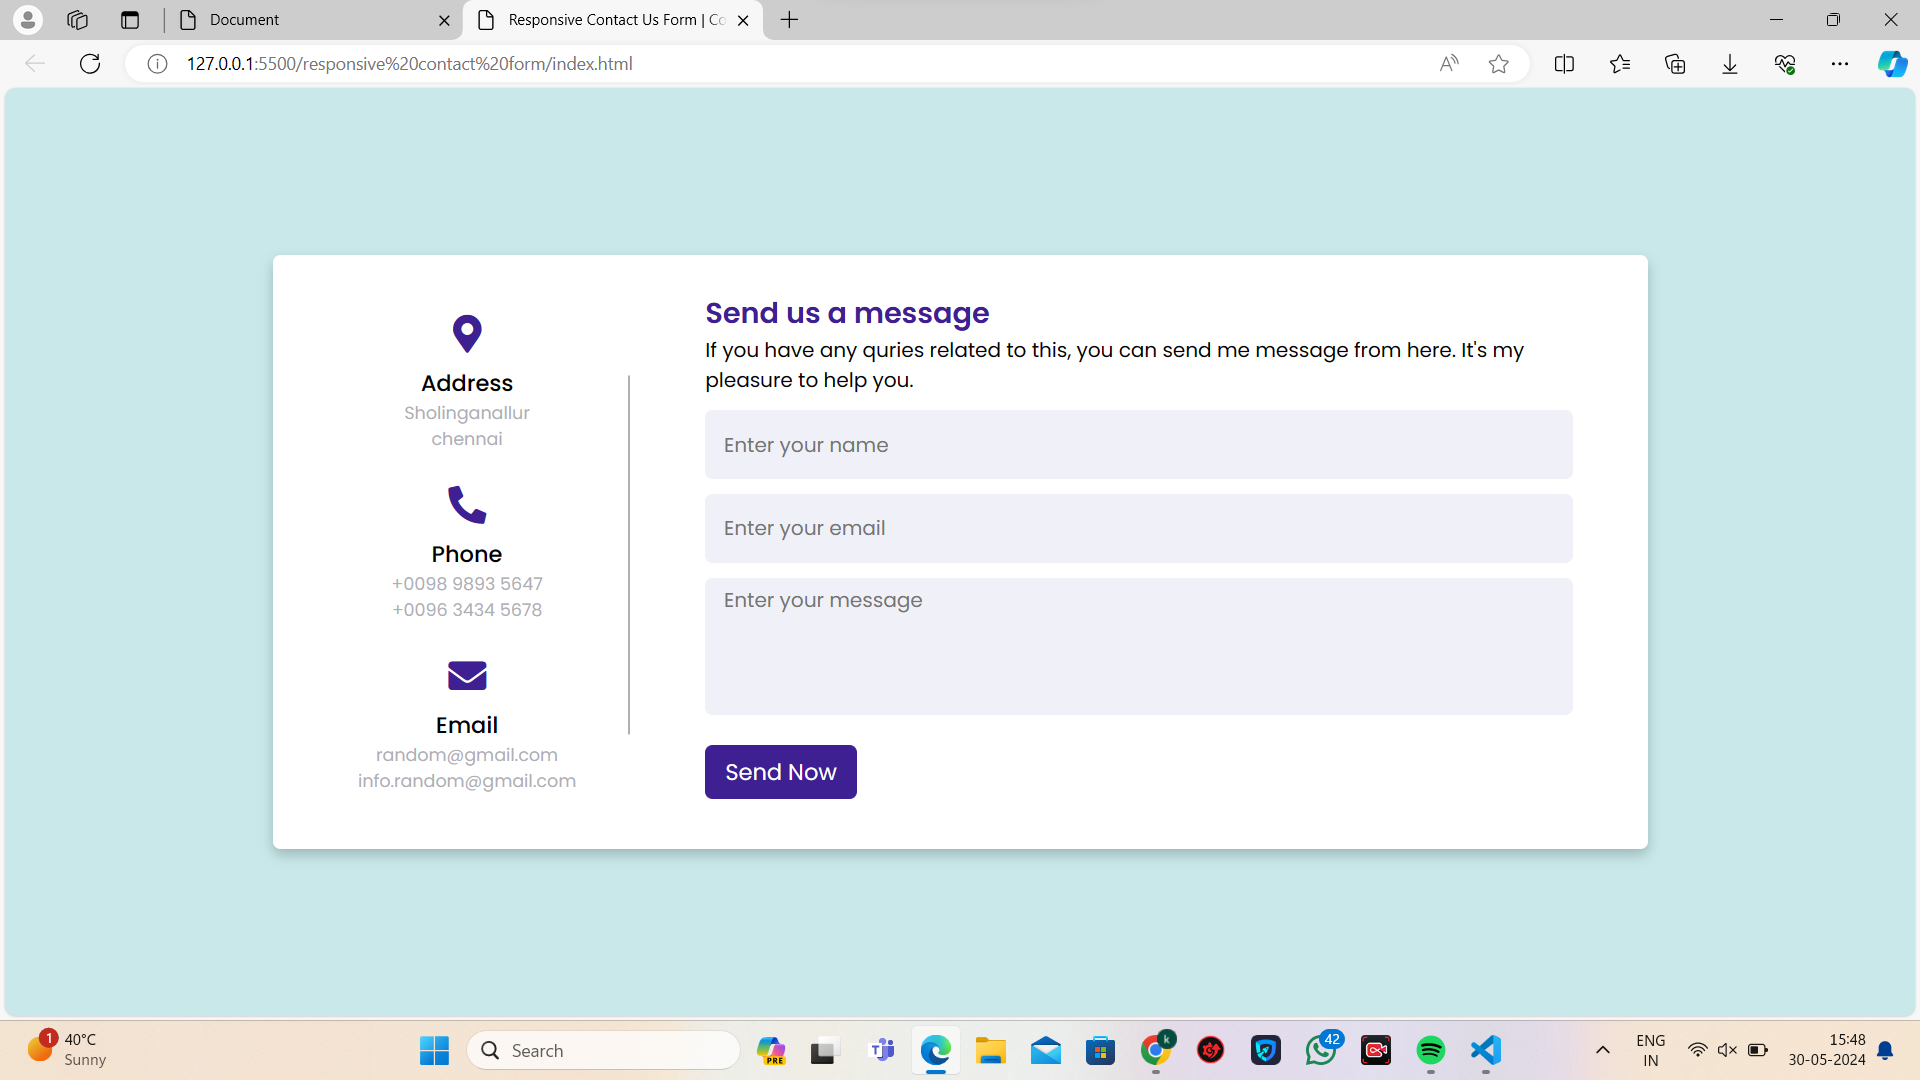 Document
Responsive Contact Us Form | Co
127.0.0.1:5500/responsive%20contact%20form/index.html
Address
Sholinganallur
chennai
Phone
+0098 9893 5647
+0096 3434 5678
Email
random@gmail.com
info.random@gmail.com
Send us a message
If you have any quries related to this, you can send me message from here. It's my
pleasure to help you.
Enter your name
Enter your email
Enter your message
Send Now
1
40°C
Sunny
Search
PRE
k
42
ENG
IN
15:48
30-05-2024